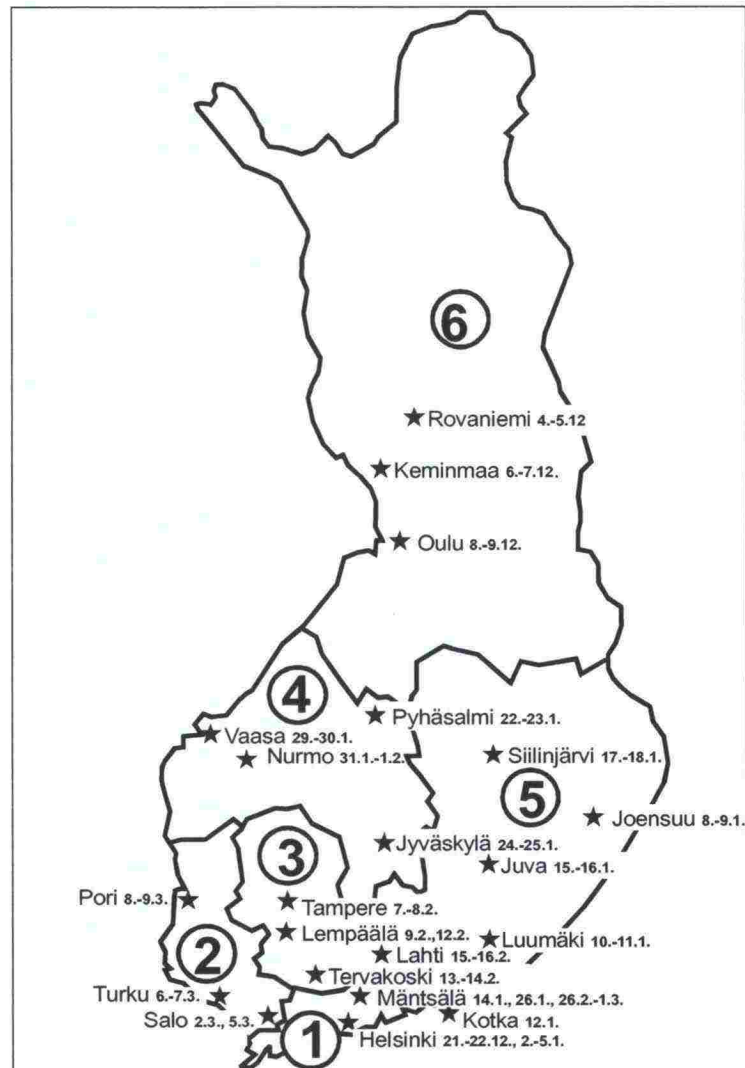 6
Rovaniemi 4.-5.12
Keminmaa 6.-7.12.
Oulu 8.-9.12.
4
Pyhäsalmi 22.-23.1.
Vaasa 29.-30.1.
Nurmo 31.1.-1.2.
Siilinjärvi 17.-18.1.
5
Joensuu 8.-9.1.
3
Jyväskylä 24.-25.1.
Juva 15.-16.1.
Pori 8.-9.3.
Tampere 7.-8.2.
Lempäälä 9.2.,12.2.
Luumäki 10.-11.1.
2
Lahti 15.-16.2.
Tervakoski 13.-14.2.
Turku 6.-7.3.
Mäntsälä 14.1., 26.1., 26.2.-1.3.
Salo 2.3., 5.3.
Kotka 12.1.
1
Helsinki 21.-22.12., 2.-5.1.